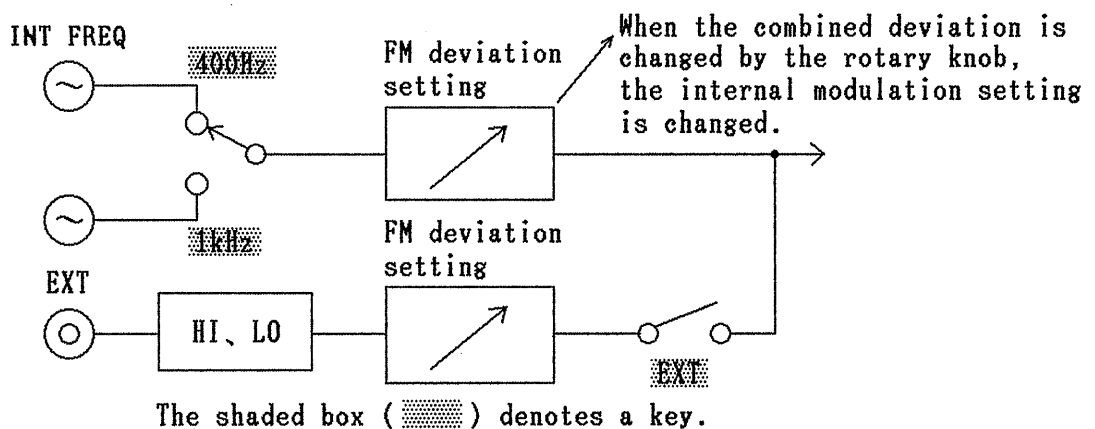 INT FREQ
400Hz
FM deviation
setting
When the combined deviation is
changed by the rotary knob,
the internal modulation setting
is changed.
1kHz
FM deviation
setting
EXT
HI、LO
EXT
The shaded box ( ) denotes a key.